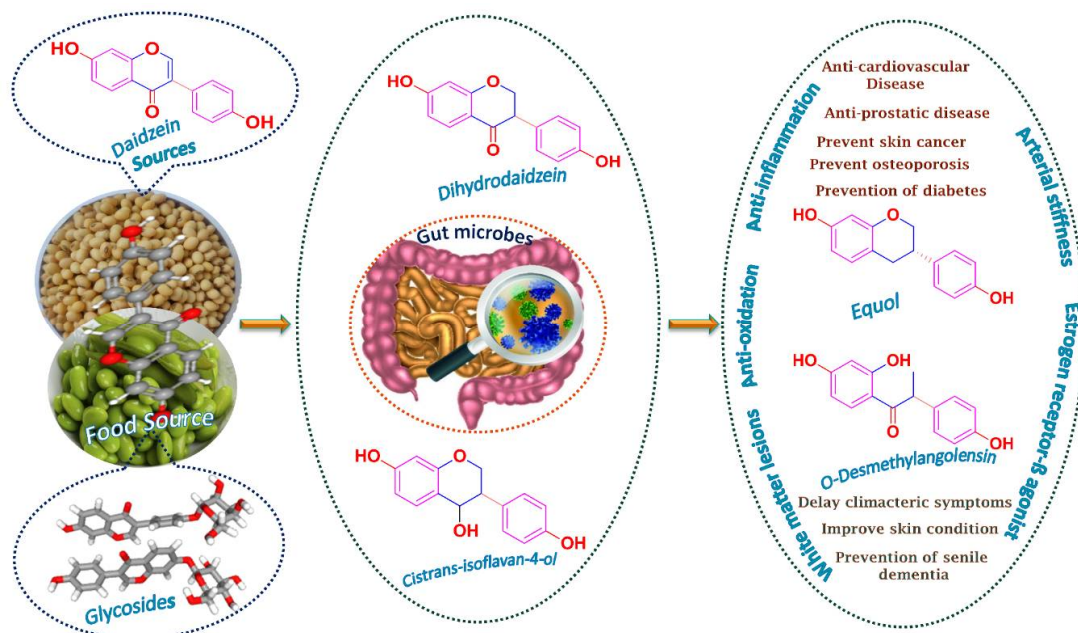 HO
O
O
OH
Daidzein
Sources
Food Source
Glycosides
HO
O
O
OH
Dihydrodaidzein
Gut microbes
HO
O
OH
OH
Cistrans-isoflavan-4-ol
Anti-inflammation
Anti-oxidation
White matter lesions
Anti-cardiovascular
Disease
Anti-prostatic disease
Prevent skin cancer
Prevent osteoporosis
Prevention of diabetes
HO
O
OH
Equol
HO
OH
O
OH
O-Desmethylangolensin
Delay climacteric symptoms
Improve skin condition
Prevention of senile
dementia
Arterial stiffness
Estrogen receptor-ß agonist